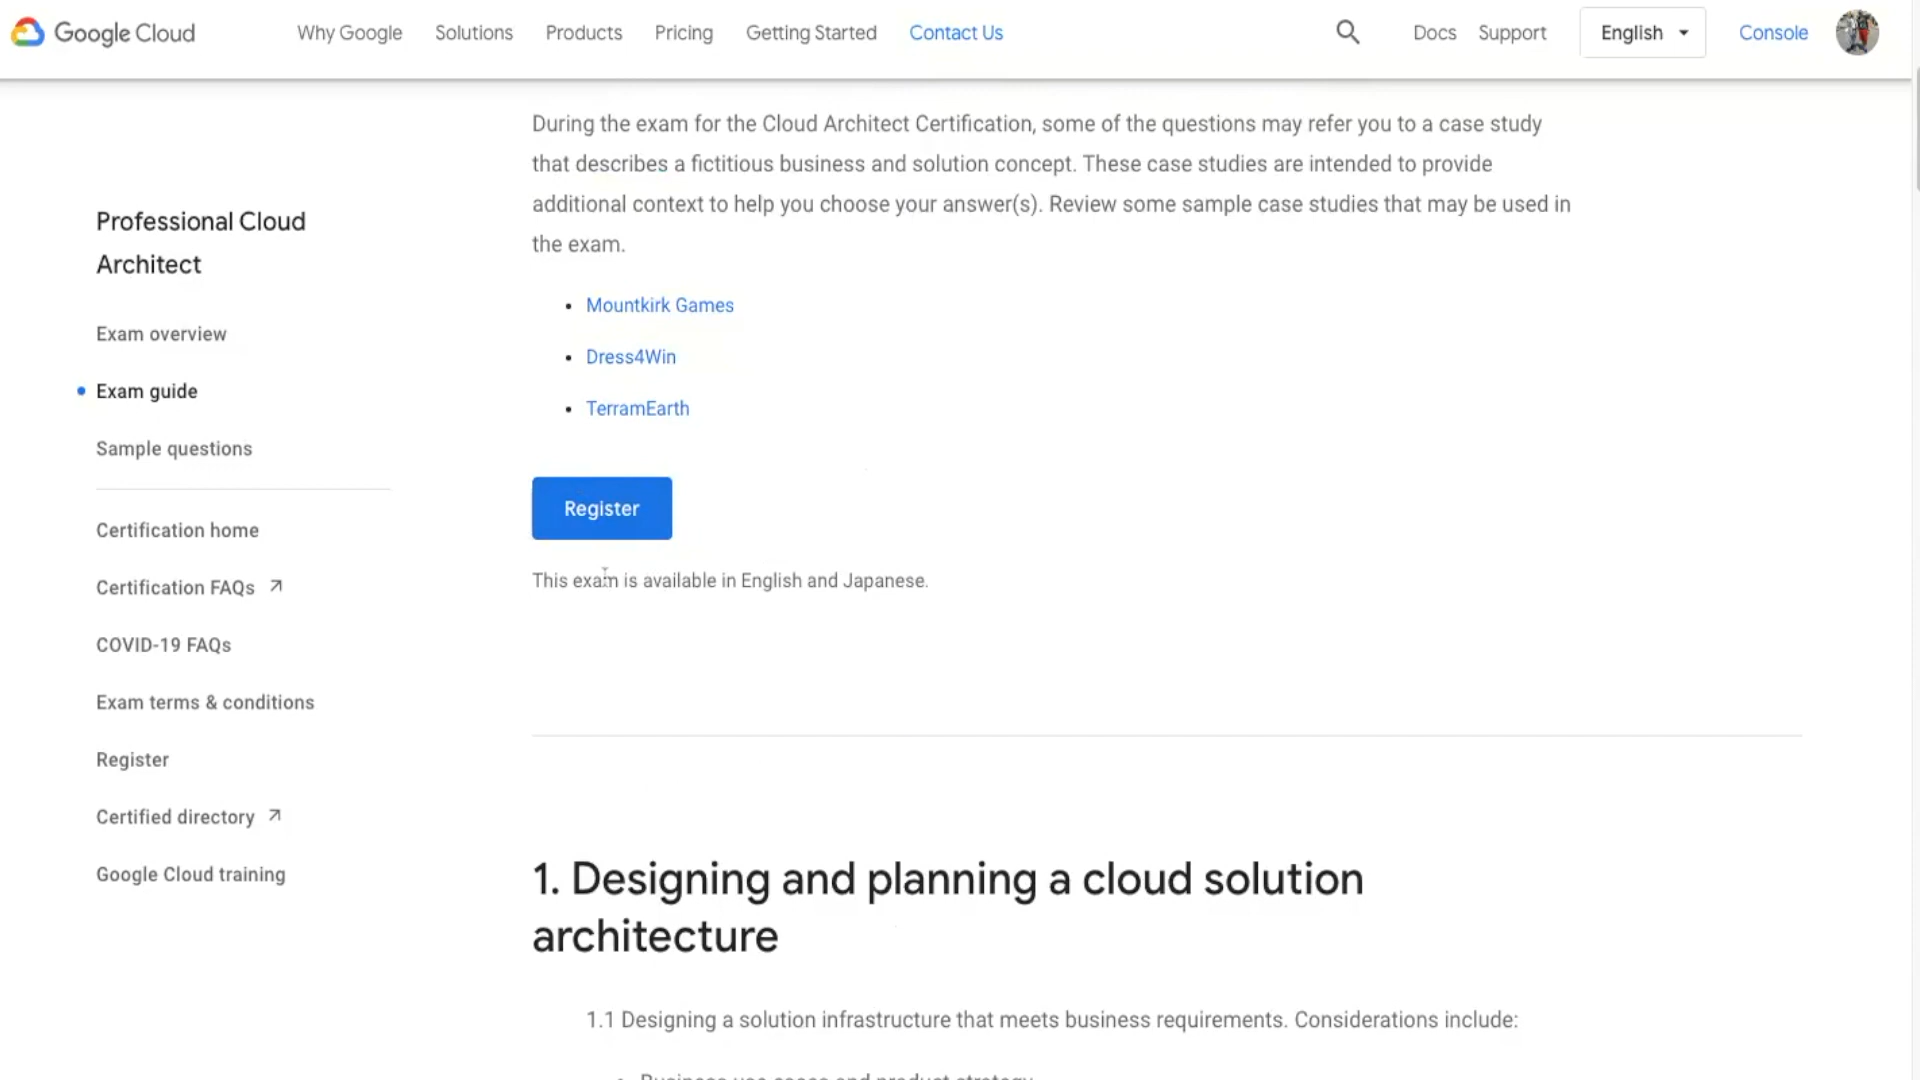 Google Cloud
Why Google
Solutions
Products
Pricing
Getting Started
Contact Us
Docs
Support
English
Console
Professional Cloud
Architect
Exam overview
Exam guide
Sample questions
Certification home
Certification FAQs
COVID-19 FAQs
Exam terms & conditions
Register
Certified directory
Google Cloud training
During the exam for the Cloud Architect Certification, some of the questions may refer you to a case study
that describes a fictitious business and solution concept. These case studies are intended to provide
additional context to help you choose your answer(s). Review some sample case studies that may be used in
the exam.
Mountkirk Games
Dress4Win
TerramEarth
Register
This exam is available in English and Japanese.
1. Designing and planning a cloud solution
architecture
1.1 Designing a solution infrastructure that meets business requirements. Considerations include:
Business use cases and product strategy